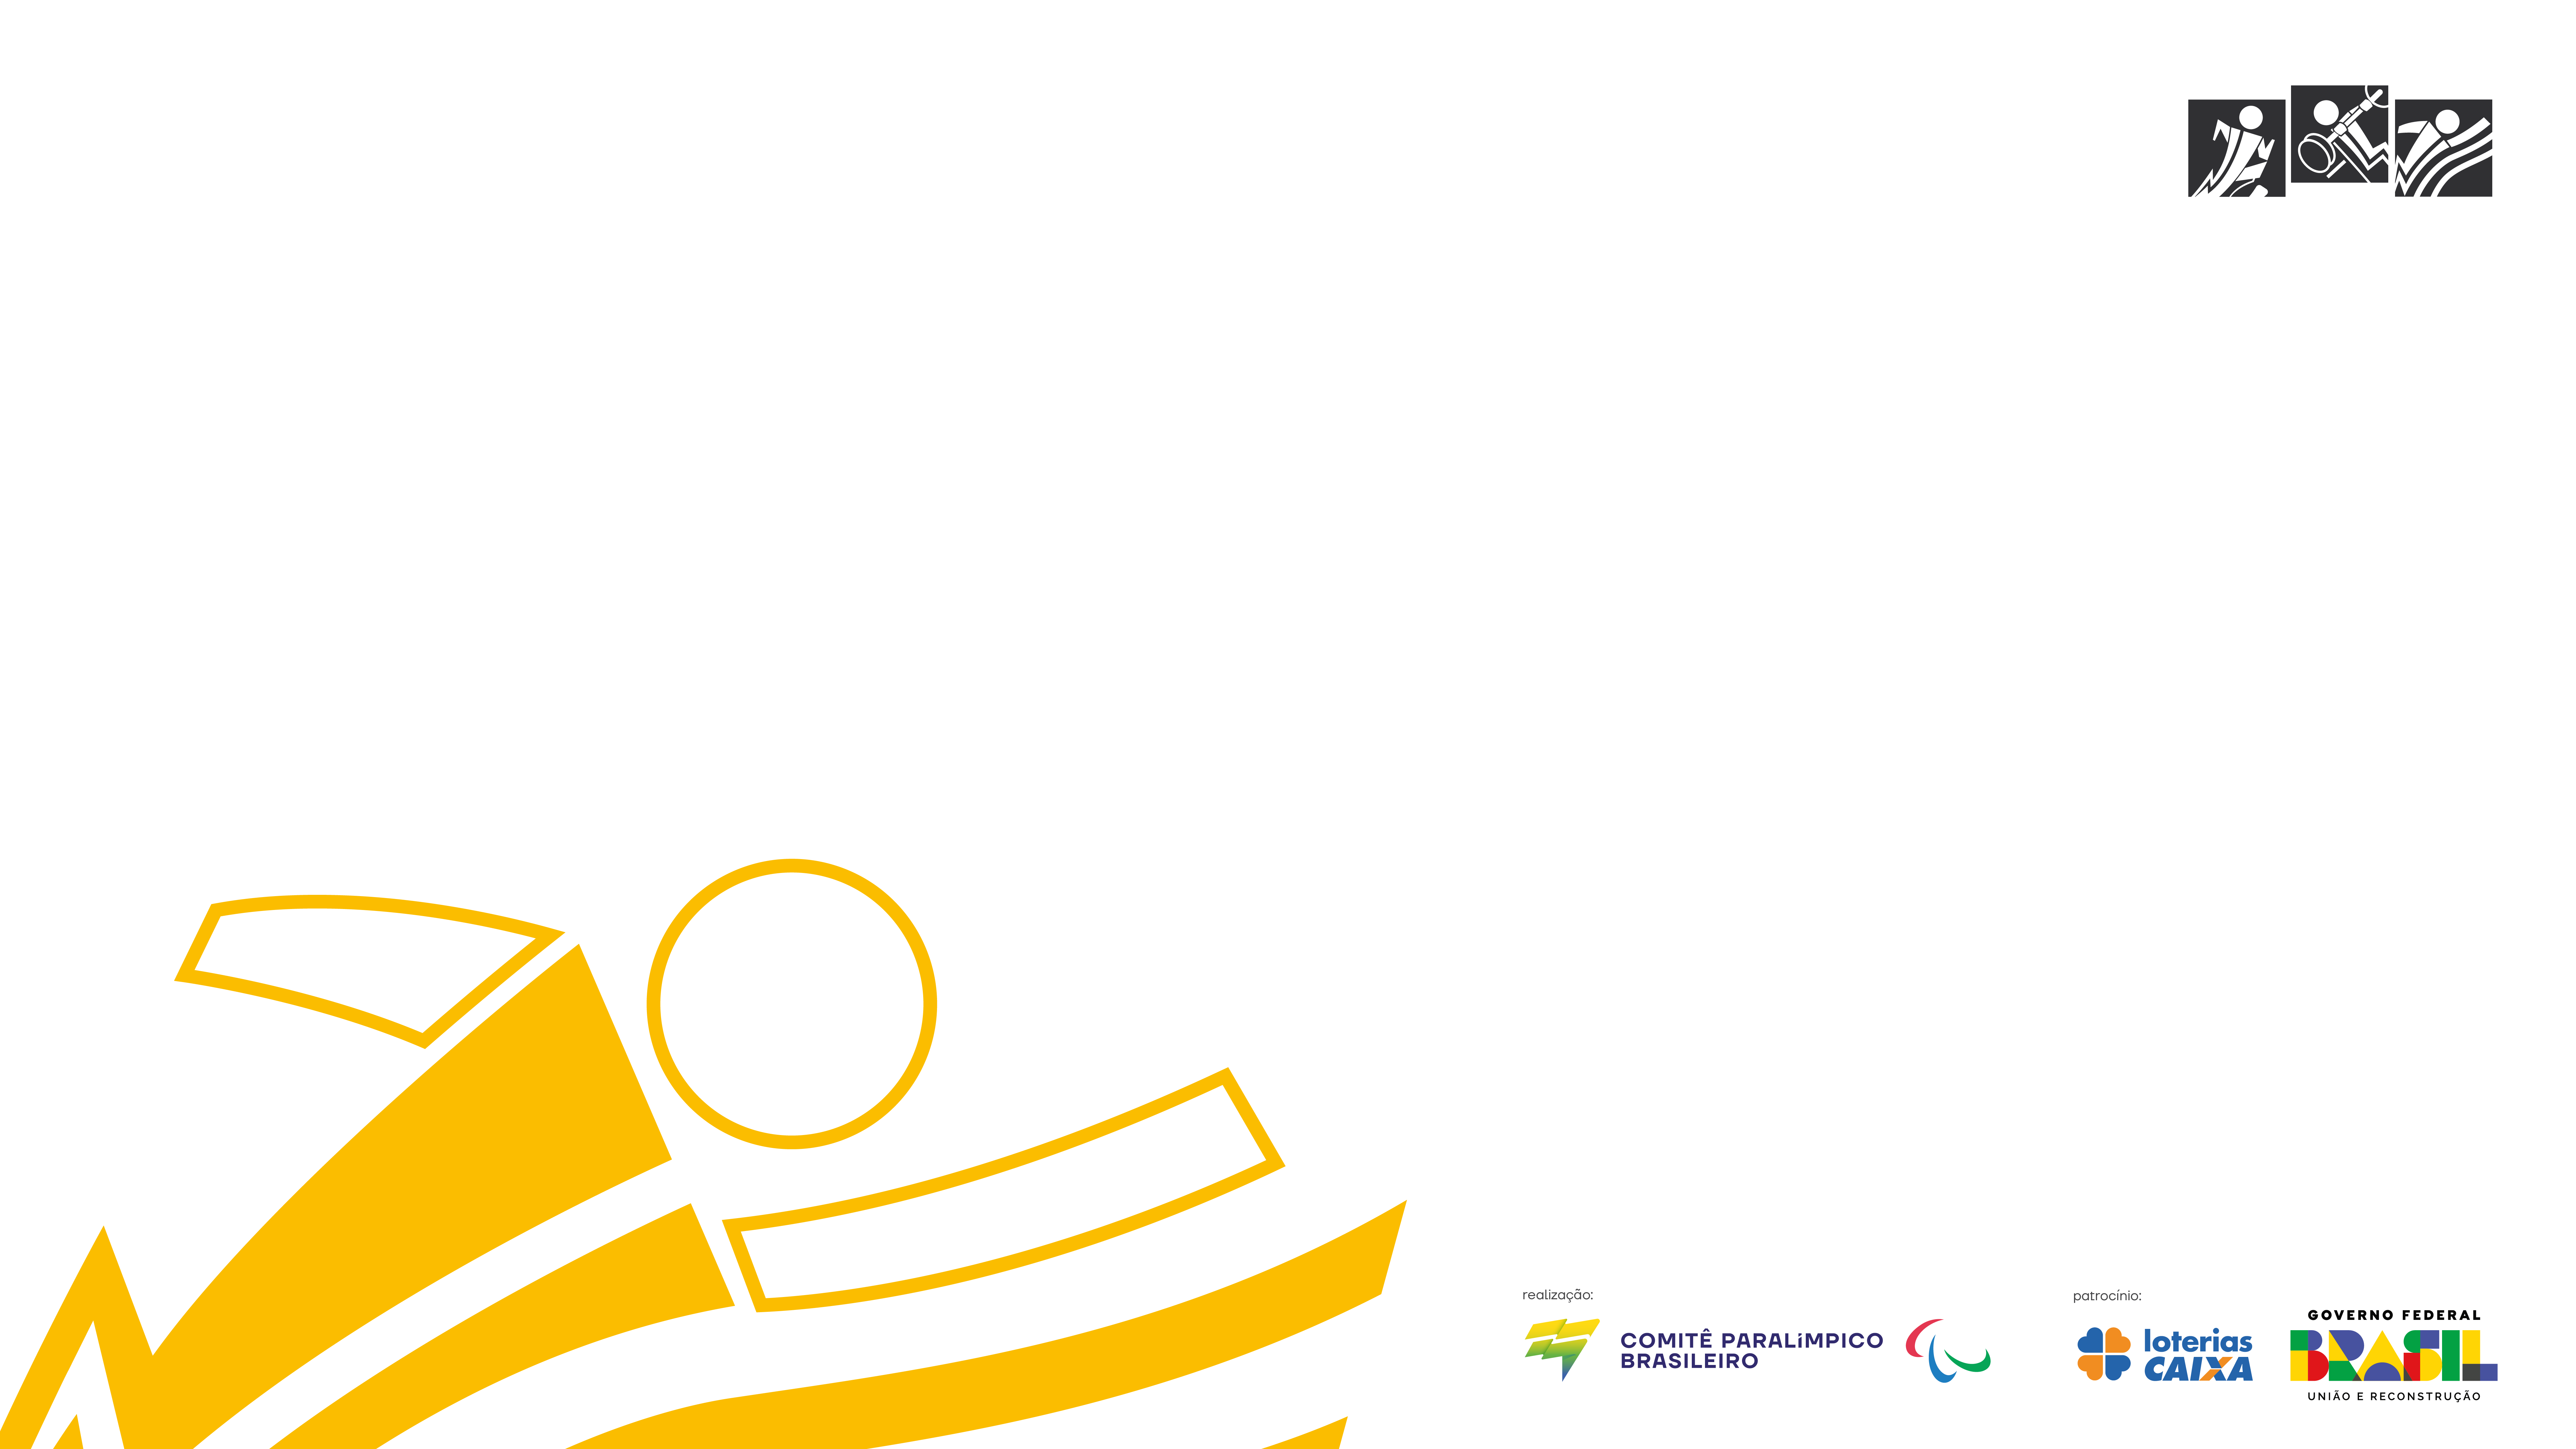 realização:
COMITÊ PARALíMPICO
BRASILEIRO
patrocínio:
loterias
CAIXA
GOVERNO FEDERAL
BRASIL
UNIÃO E RECONSTRUÇÃO